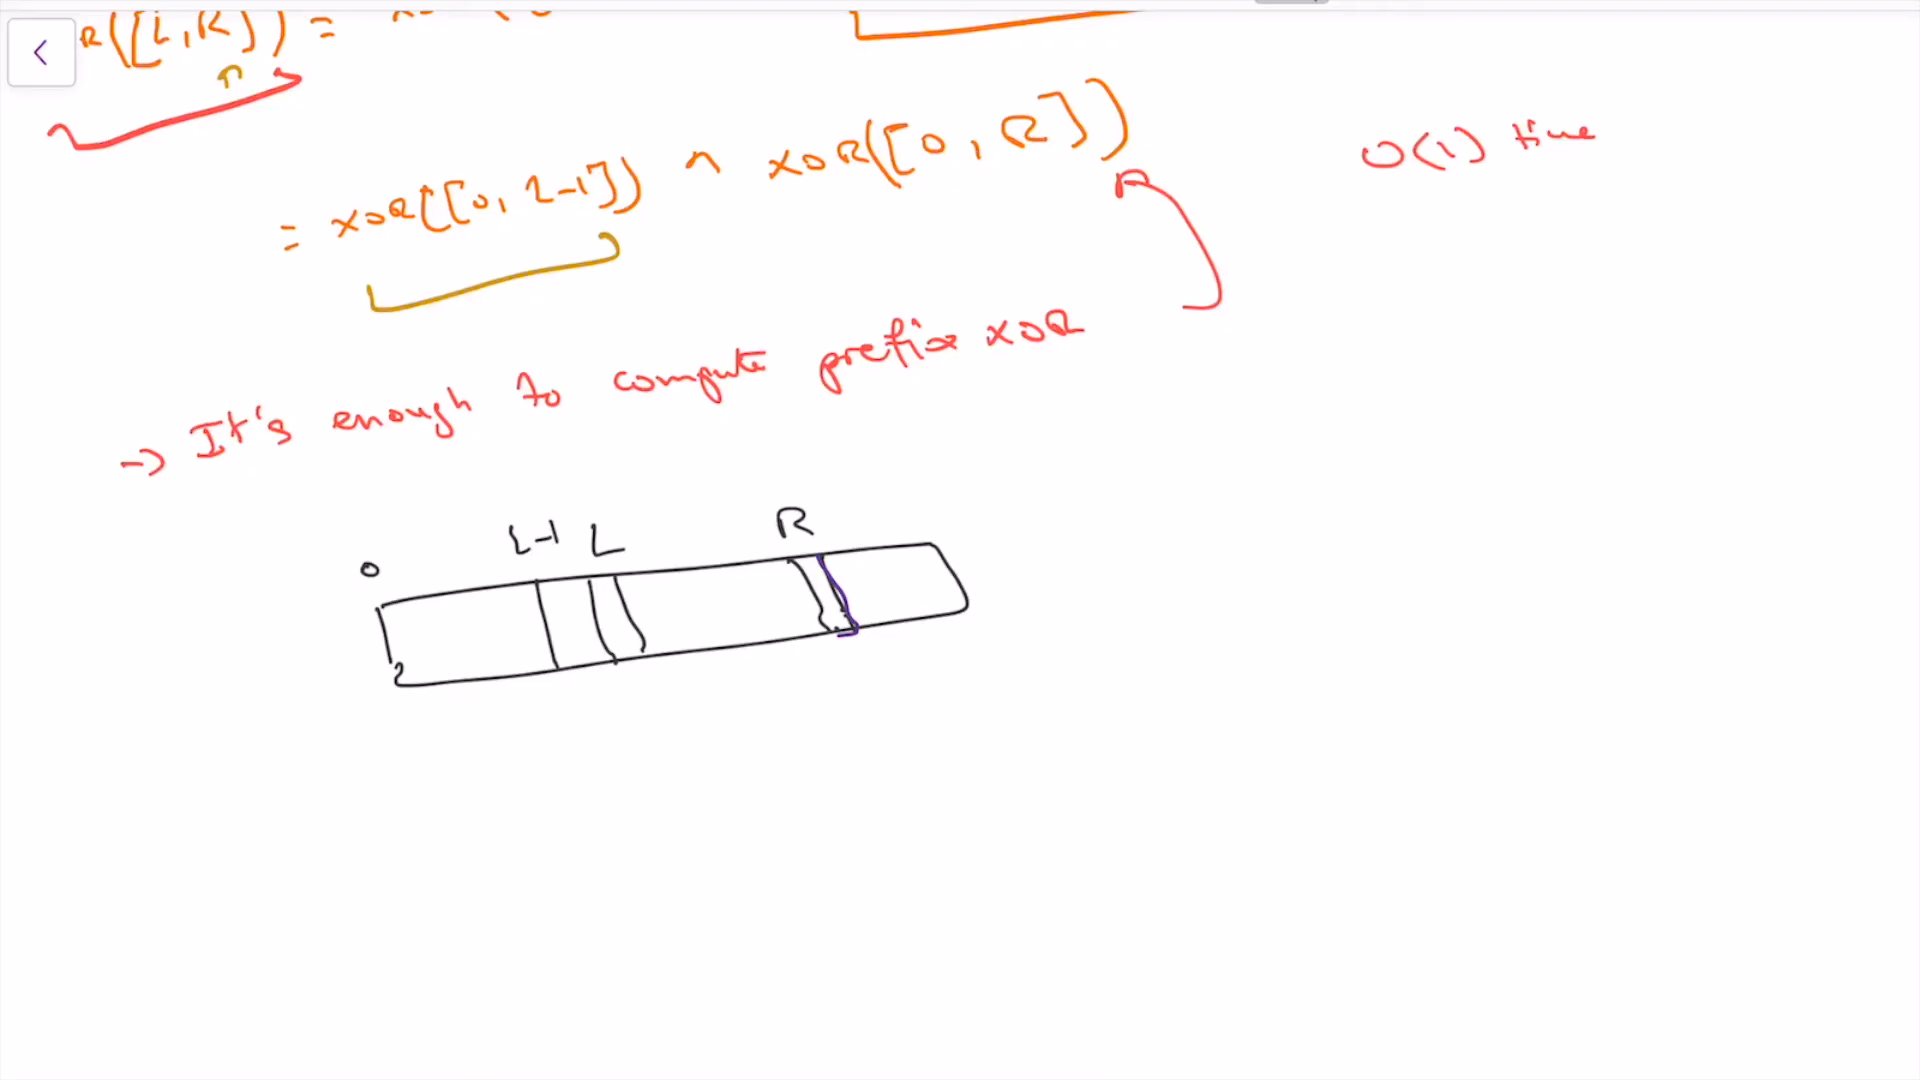 R([L,R]) =
= XOR([0, L-1]) ^ XOR([0, R])
O(1) time
-> It's enough to compute prefix XOR
0 L-1 L R